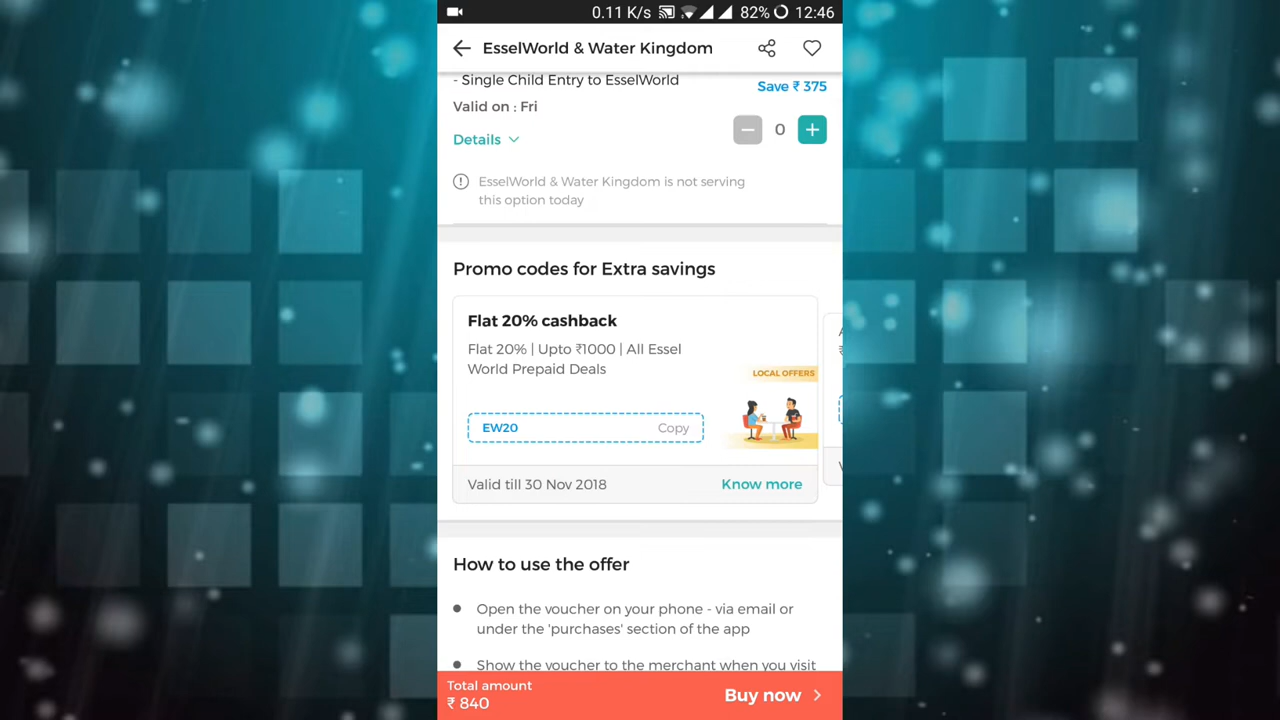 0.11 K/s 82% 12:46
EsselWorld & Water Kingdom
- Single Child Entry to EsselWorld
Save ₹ 375
Valid on : Fri
Details
0
EsselWorld & Water Kingdom is not serving
this option today
Promo codes for Extra savings
Flat 20% cashback
Flat 20% | Upto ₹1000 | All Essel
World Prepaid Deals
LOCAL OFFERS
EW20 Copy
Valid till 30 Nov 2018 Know more
How to use the offer
● Open the voucher on your phone - via email or
under the 'purchases' section of the app
● Show the voucher to the merchant when you visit
Total amount
₹ 840
Buy now